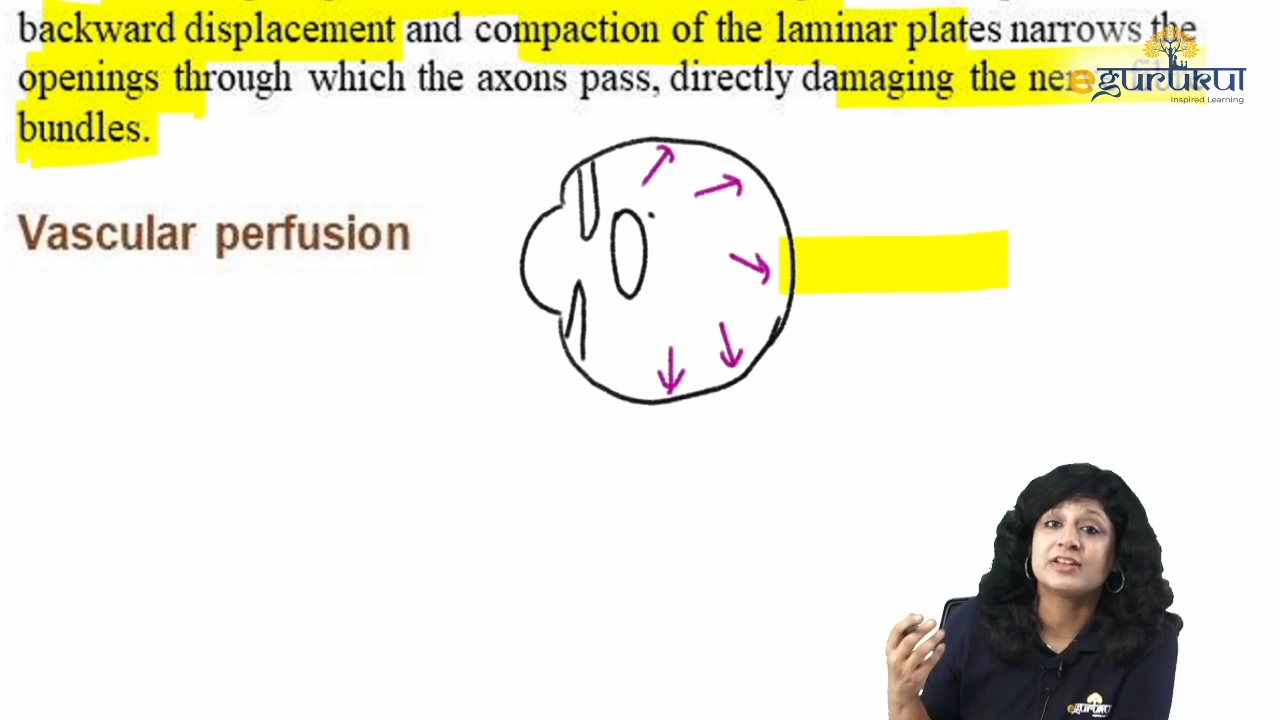 backward displacement and compaction of the laminar plates narrows the
openings through which the axons pass, directly damaging the
bundles.
Vascular perfusion
eGurukul
Inspired Learning
eGurukul